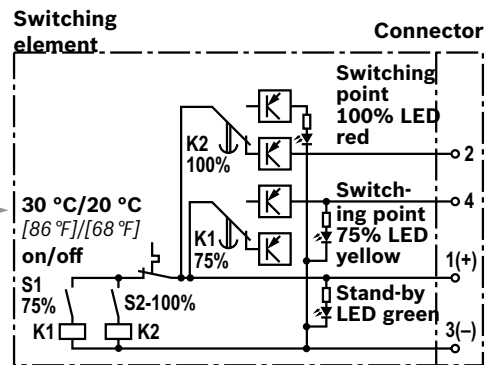 Switching
element
Connector
Switching
point
100% LED
red
K2
100%
2
30 °C/20 °C
[86 °F]/[68 °F]
on/off
Switch-
ing point
75% LED
yellow
4
K1
75%
1(+)
S1
75%
S2-100%
Stand-by
LED green
K1
K2
3(–)